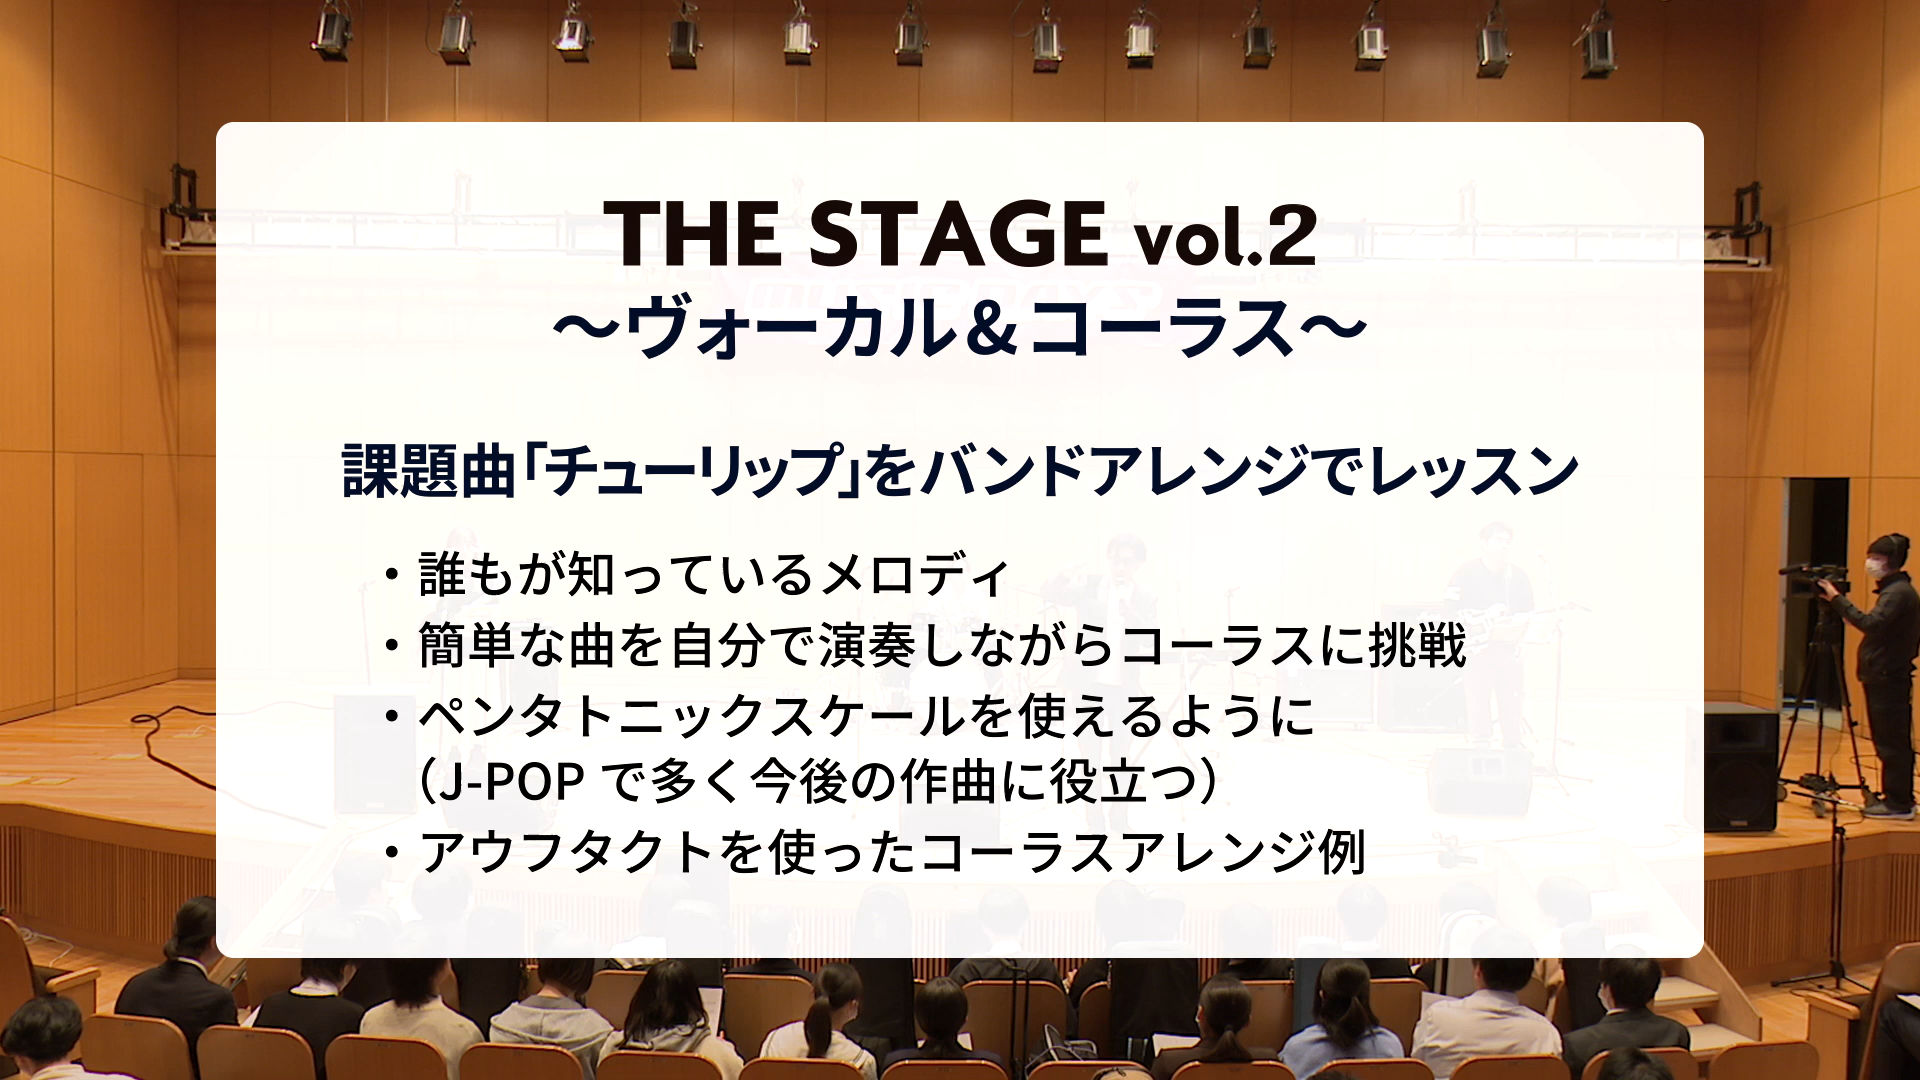 THE STAGE vol.2
～ヴォーカル＆コーラス～
課題曲「チューリップ」をバンドアレンジでレッスン
・誰もが知っているメロディ
・簡単な曲を自分で演奏しながらコーラスに挑戦
・ペンタトニックスケールを使えるように
（J-POP で多く今後の作曲に役立つ）
・アウフタクトを使ったコーラスアレンジ例